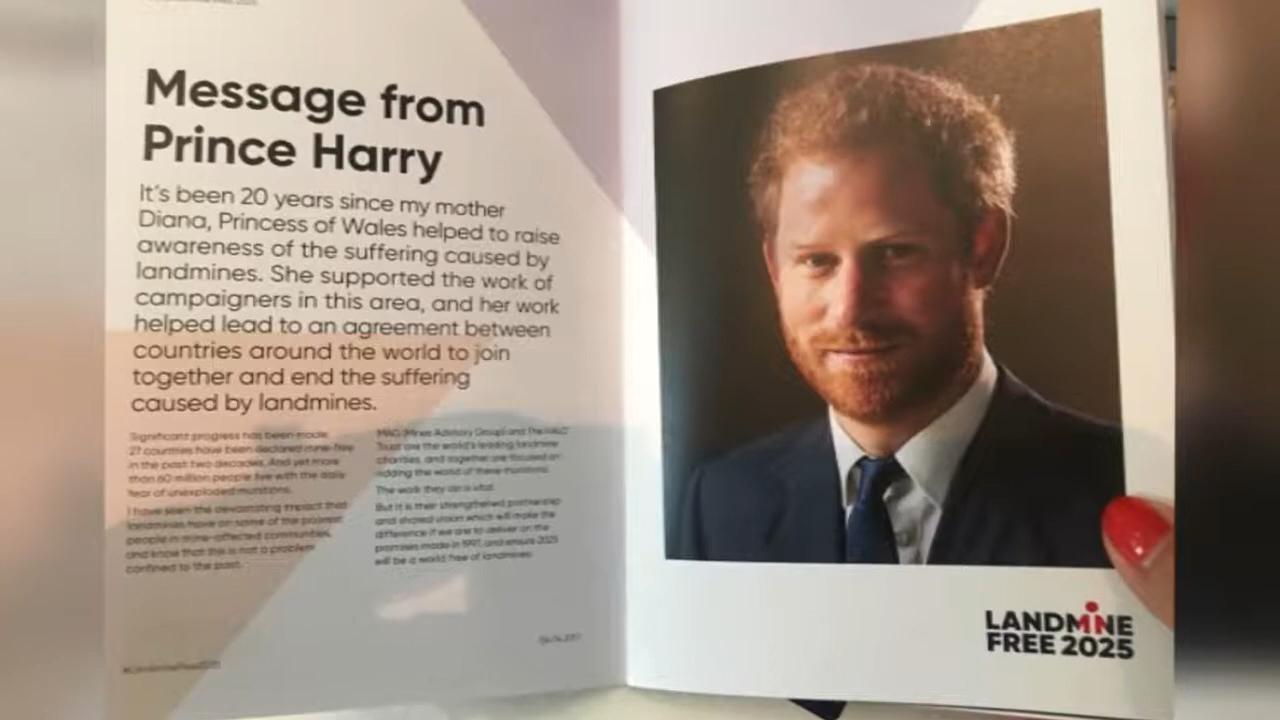 Message from
Prince Harry
It's been 20 years since my mother
Diana, Princess of Wales helped to raise
awareness of the suffering caused by
landmines. She supported the work of
campaigners in this area, and her work
helped lead to an agreement between
countries around the world to join
together and end the suffering
caused by landmines.
Significant progress has been made.
27 countries have been declared mine-free
in the past two decades. And yet more
than 60 million people live with the daily
fear of unexploded munitions.
I have seen the devastating impact that
landmines have on some of the poorest
people in mine-affected communities,
and know that this is not a problem
confined to the past.
MAG (Mines Advisory Group) and The HALO
Trust are the world's leading landmine
charities, and together are focused on
ridding the world of these munitions.
The work they do is vital.
But it is their strengthened partnership
and shared vision which will make the
difference if we are to deliver on the
promises made in 1997, and ensure 2025
will be a world free of landmines.
LANDMINE
FREE 2025